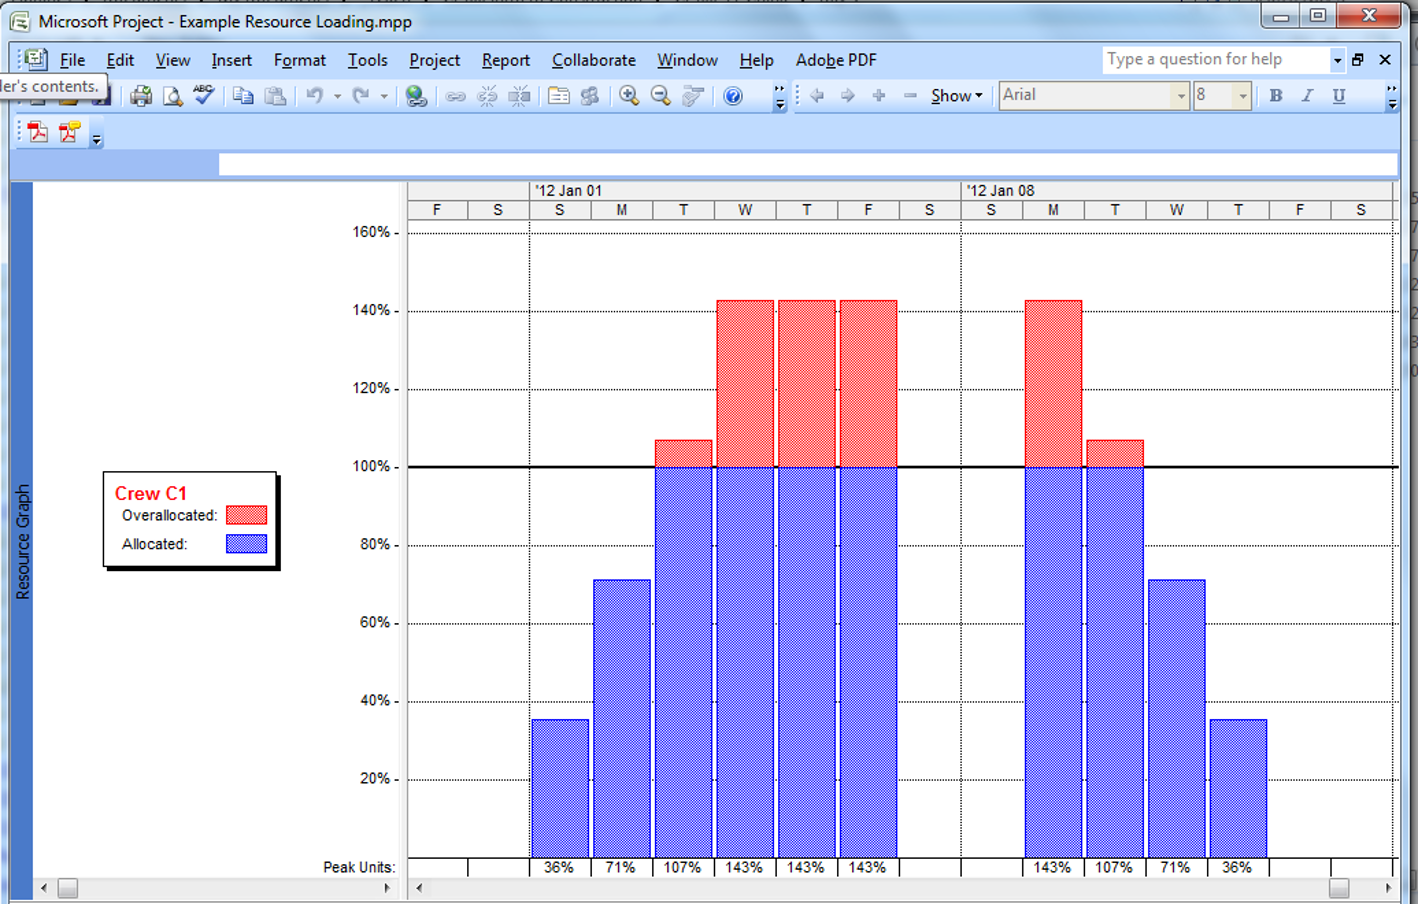 Microsoft Project - Example Resource Loading.mpp
File Edit View Insert Format Tools Project Report Collaborate Window Help Adobe PDF
Type a question for help
ler's contents.
ABC
Show
Arial
8
B I U
'12 Jan 01 '12 Jan 08
F S S M T W T F S S M T W T F S
160% -
140% -
120% -
100% -
80% -
60% -
40% -
20% -
Resource Graph
Crew C1
Overallocated:
Allocated:
Peak Units: 36% 71% 107% 143% 143% 143% 143% 107% 71% 36%